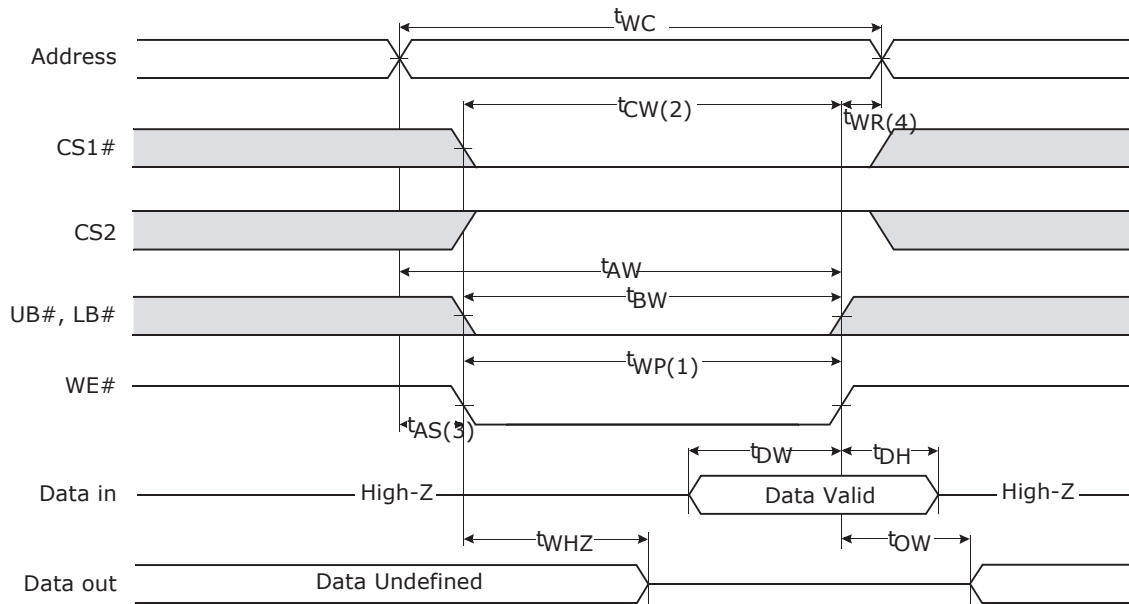 tWC
Address
tCW(2)
tWR(4)
CS1#
CS2
tAW
tBW
UB#, LB#
tWP(1)
WE#
tAS(3)
tDW
tDH
Data in
High-Z
Data Valid
High-Z
tWHZ
tOW
Data out
Data Undefined